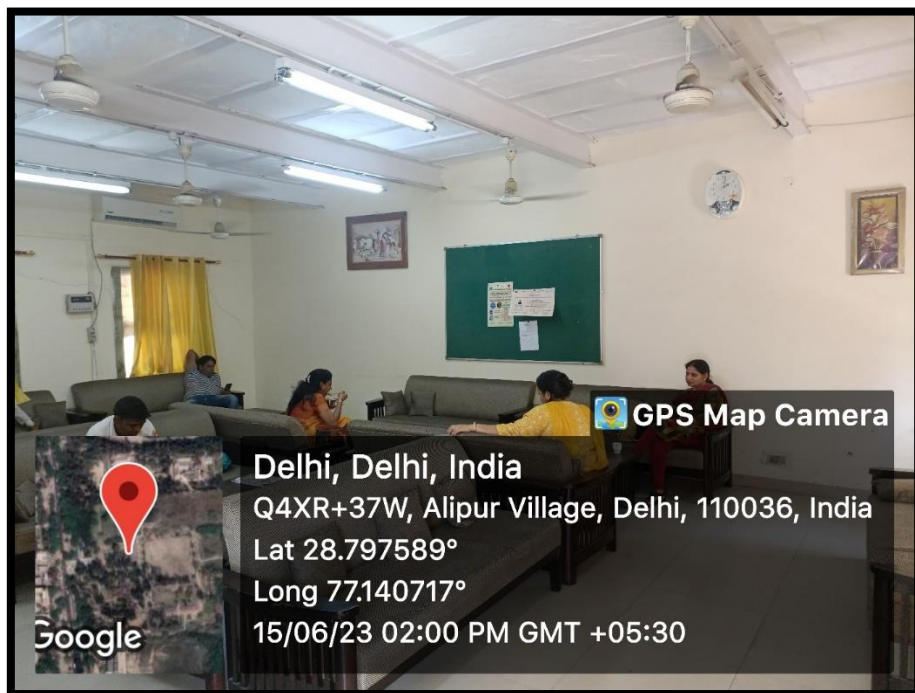 GPS Map Camera
Delhi, Delhi, India
Q4XR+37W, Alipur Village, Delhi, 110036, India
Lat 28.797589°
Long 77.140717°
15/06/23 02:00 PM GMT +05:30
Google